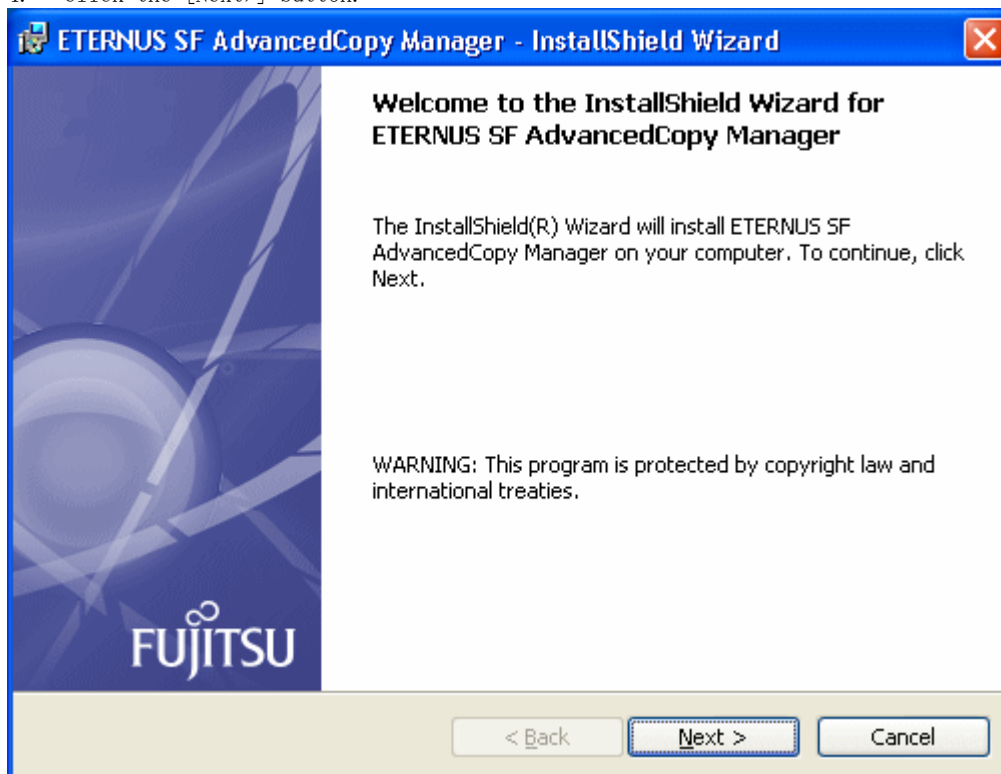 ETERNUS SF AdvancedCopy Manager - InstallShield Wizard
Welcome to the InstallShield Wizard for
ETERNUS SF AdvancedCopy Manager
The InstallShield(R) Wizard will install ETERNUS SF
AdvancedCopy Manager on your computer. To continue, click
Next.
WARNING: This program is protected by copyright law and
international treaties.
FUJITSU
< Back Next > Cancel